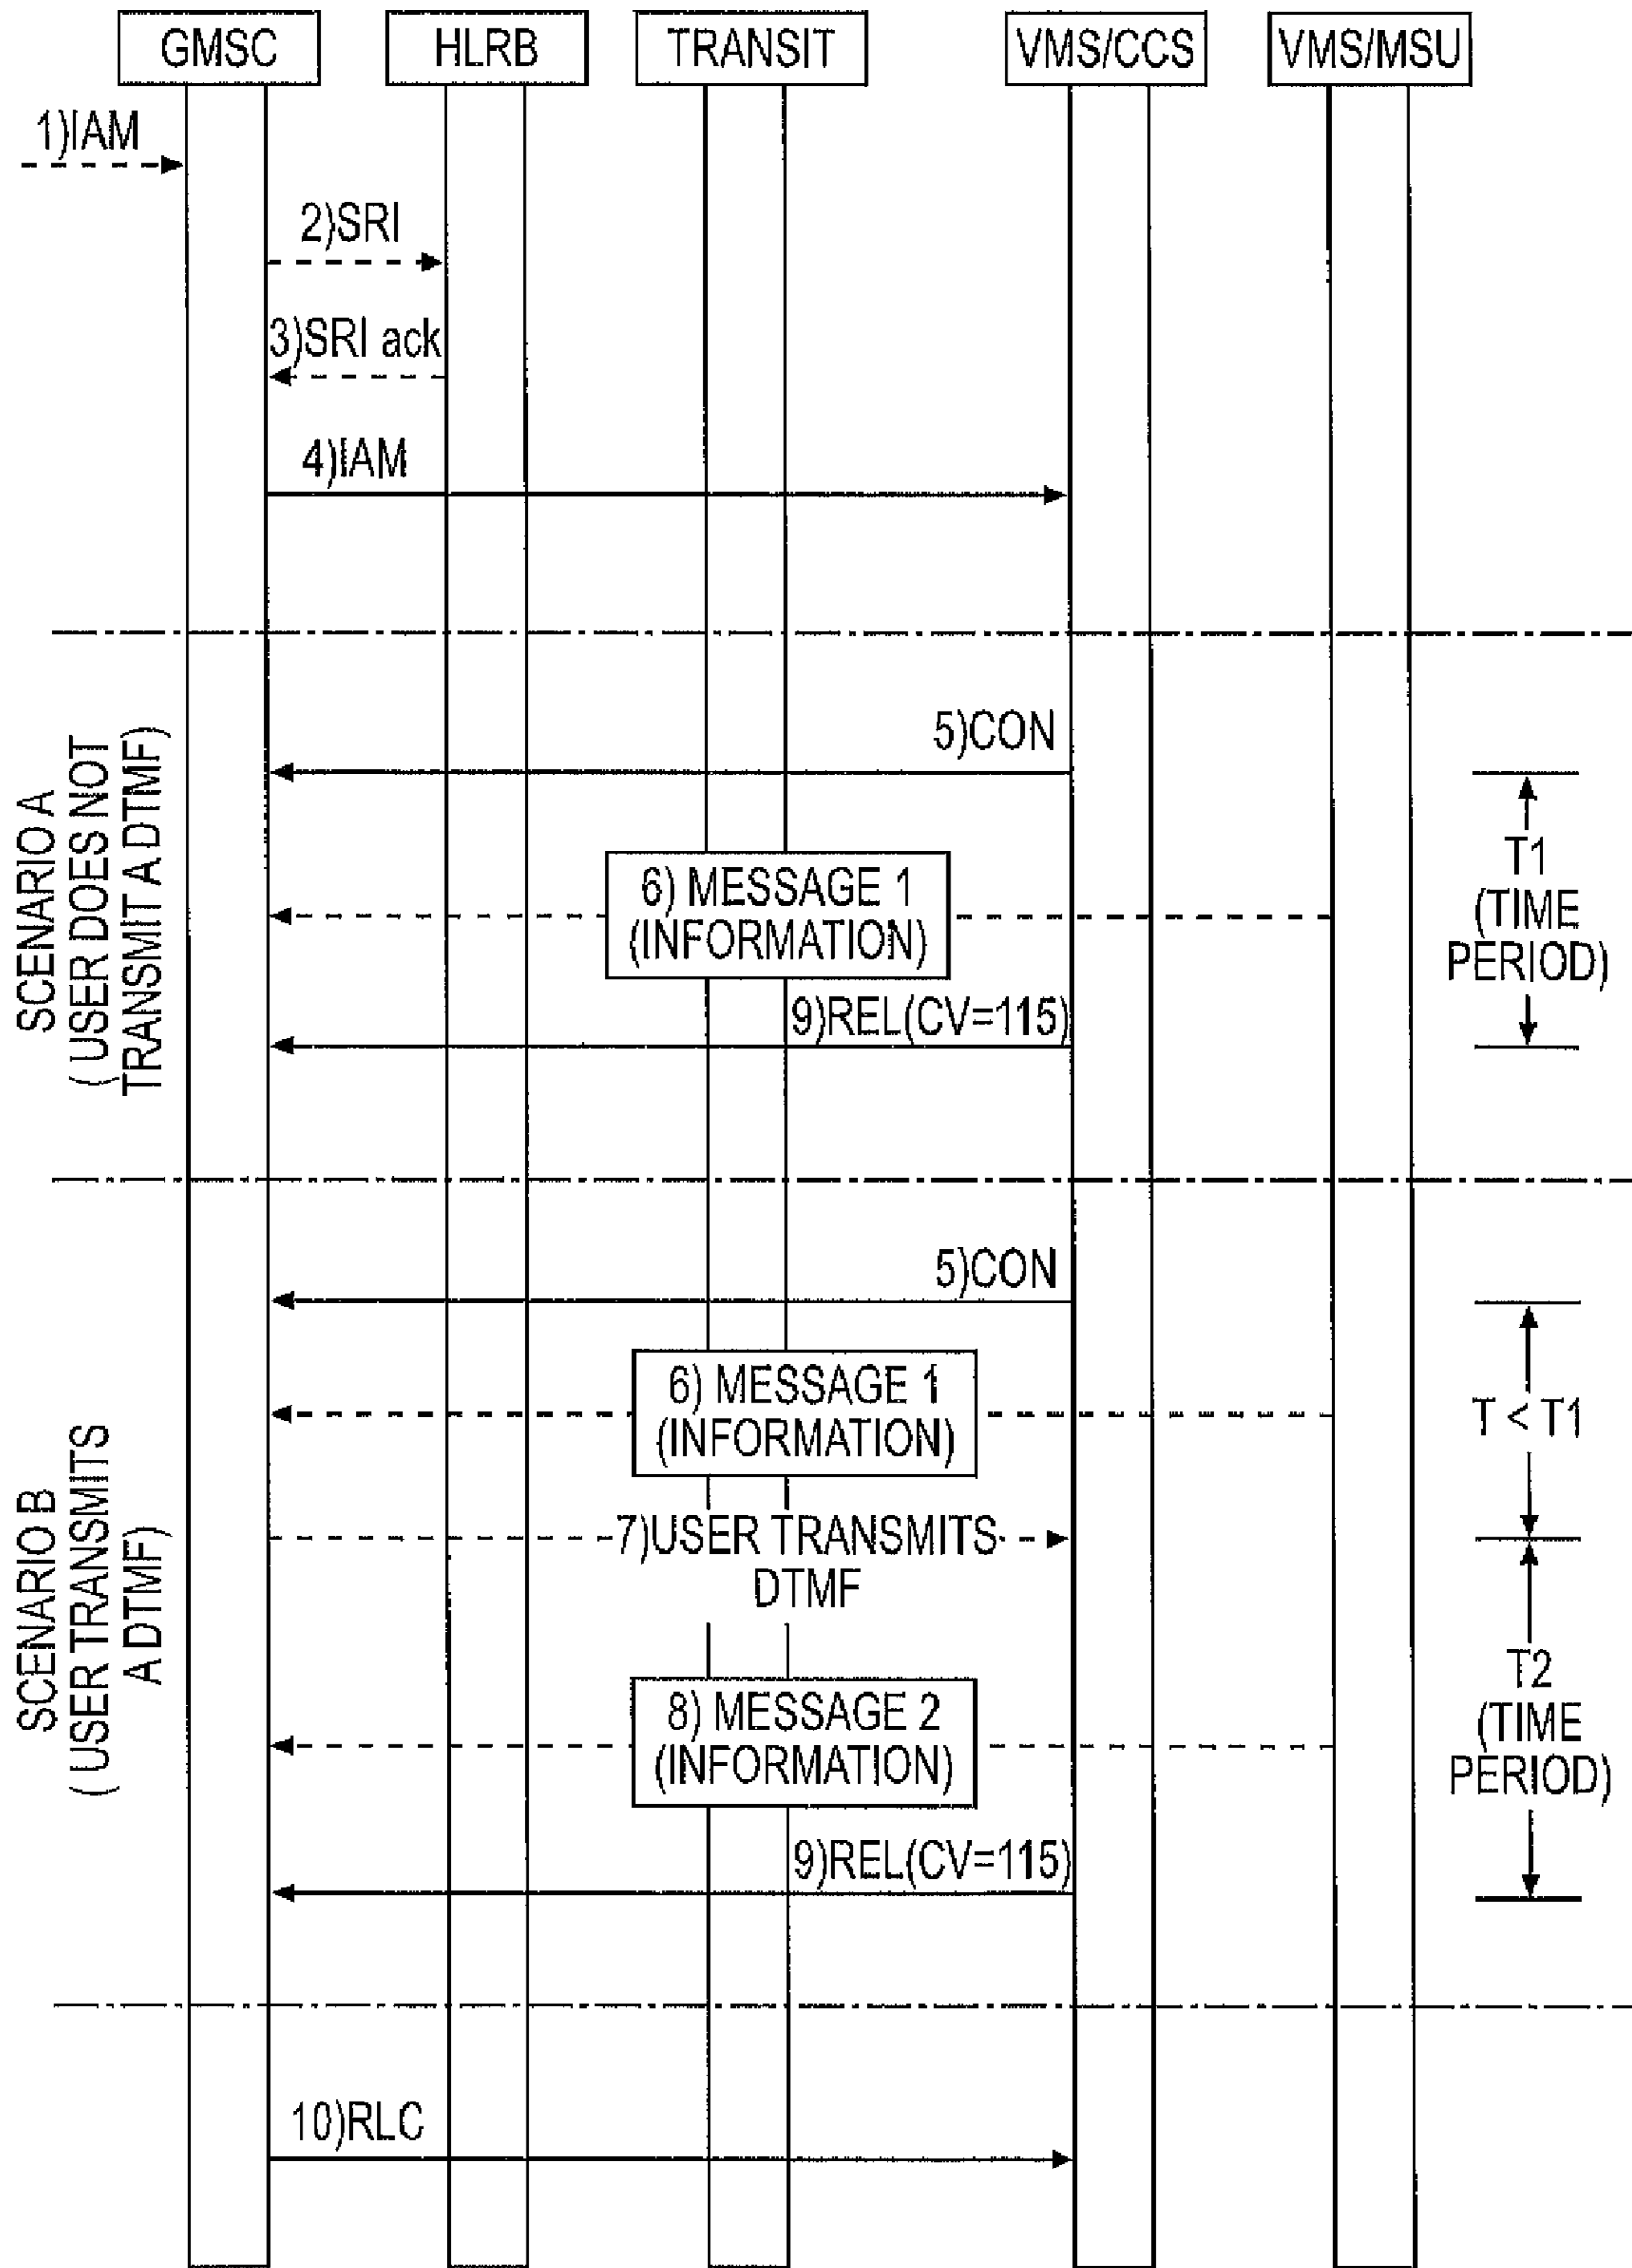 GMSC
HLRB
TRANSIT
VMS/CCS
VMS/MSU
1)IAM
2)SRI
3)SRI ack
4)IAM
SCENARIO A
( USER DOES NOT
TRANSMIT A DTMF)
5)CON
6) MESSAGE 1
(INFORMATION)
9)REL(CV=115)
T1
(TIME
PERIOD)
SCENARIO B
( USER TRANSMITS
A DTMF)
5)CON
6) MESSAGE 1
(INFORMATION)
T < T1
7)USER TRANSMITS
DTMF
8) MESSAGE 2
(INFORMATION)
T2
(TIME
PERIOD)
9)REL(CV=115)
10)RLC